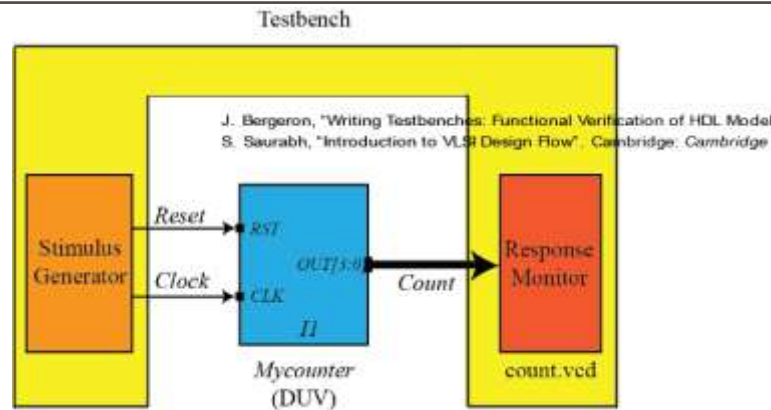 Testbench
J. Bergeron, "Writing Testbenches: Functional Verification of HDL Model
S. Saurabh, "Introduction to VLSI Design Flow". Cambridge: Cambridge
Reset
RST
Stimulus
Generator
OUT[3:0]
Response
Monitor
Clock
CLK
Count
I1
Mycounter
(DUV)
count.vcd